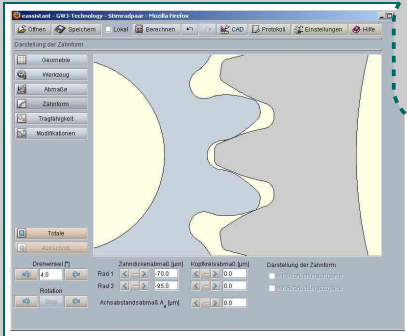 eassistant - GWJ-Technology - Stirnradpaar - Mozilla Firefox
Öffnen Speichern Lokal Berechnen CAD Protokoll Einstellungen Hilfe
Darstellung der Zahnform
Geometrie
Werkzeug
Abmaße
Zahnform
Tragfähigkeit
Modifikationen
Totale
Ausschnitt
Drehwinkel [°]
4.0
Rotation
Stop
Zahndickenabmaß [µm] Kopfkreisabmaß [µm]
Rad 1 -70.0 0.0
Rad 2 -95.0 0.0
Achsabstandsabmaß Aa [µm] 0.0
Darstellung der Zahnform